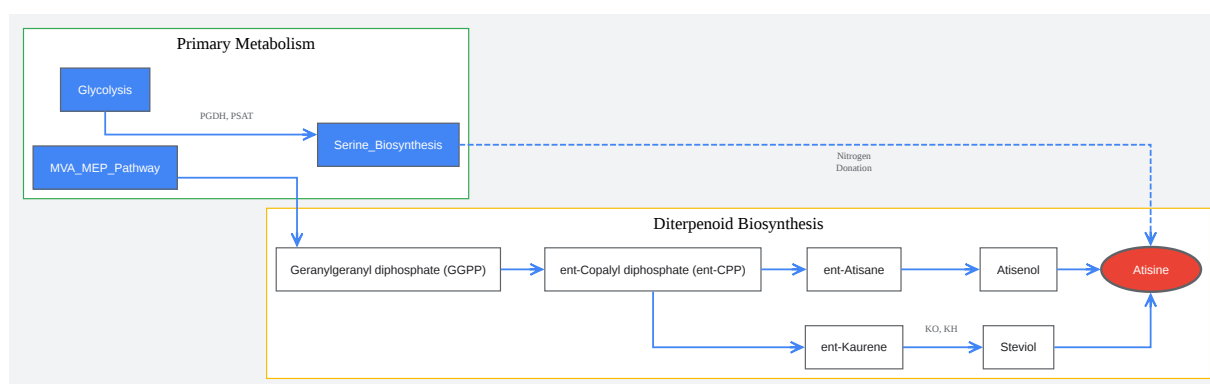 Primary Metabolism
Glycolysis
PGDH, PSAT
Serine_Biosynthesis
MVA_MEP_Pathway
Nitrogen
Donation
Diterpenoid Biosynthesis
Geranylgeranyl diphosphate (GGPP)
ent-Copalyl diphosphate (ent-CPP)
ent-Atisane
Atisenol
Atisine
ent-Kaurene
KO, KH
Steviol